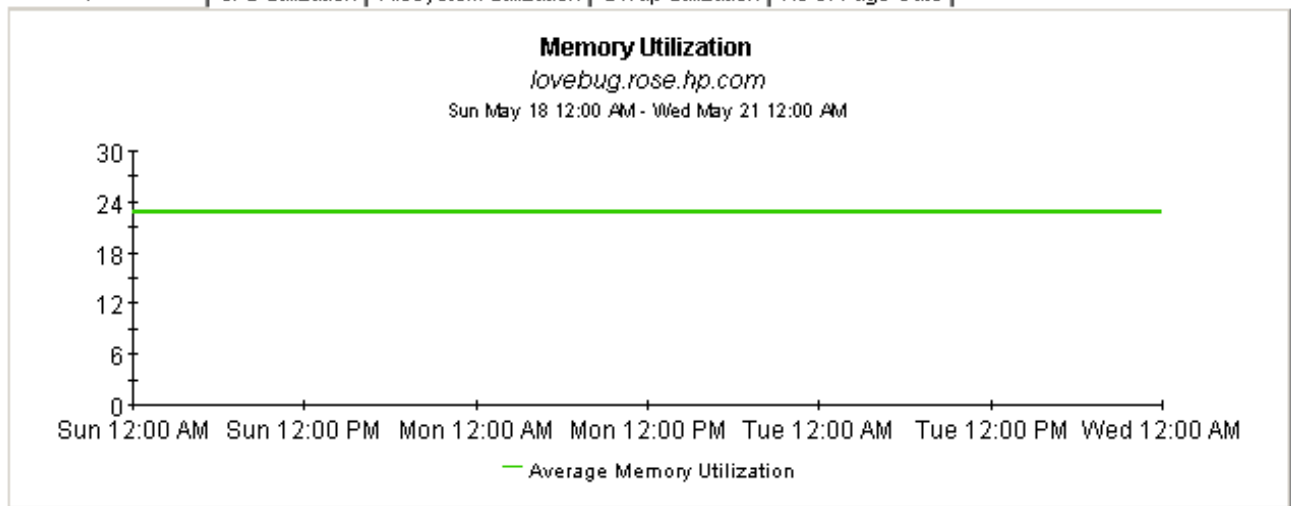 Memory Utilization
lovebug.rose.hp.com
Sun May 18 12:00 AM - Wed May 21 12:00 AM
30
24
18
12
6
0
Sun 12:00 AM Sun 12:00 PM Mon 12:00 AM Mon 12:00 PM Tue 12:00 AM Tue 12:00 PM Wed 12:00 AM
Average Memory Utilization